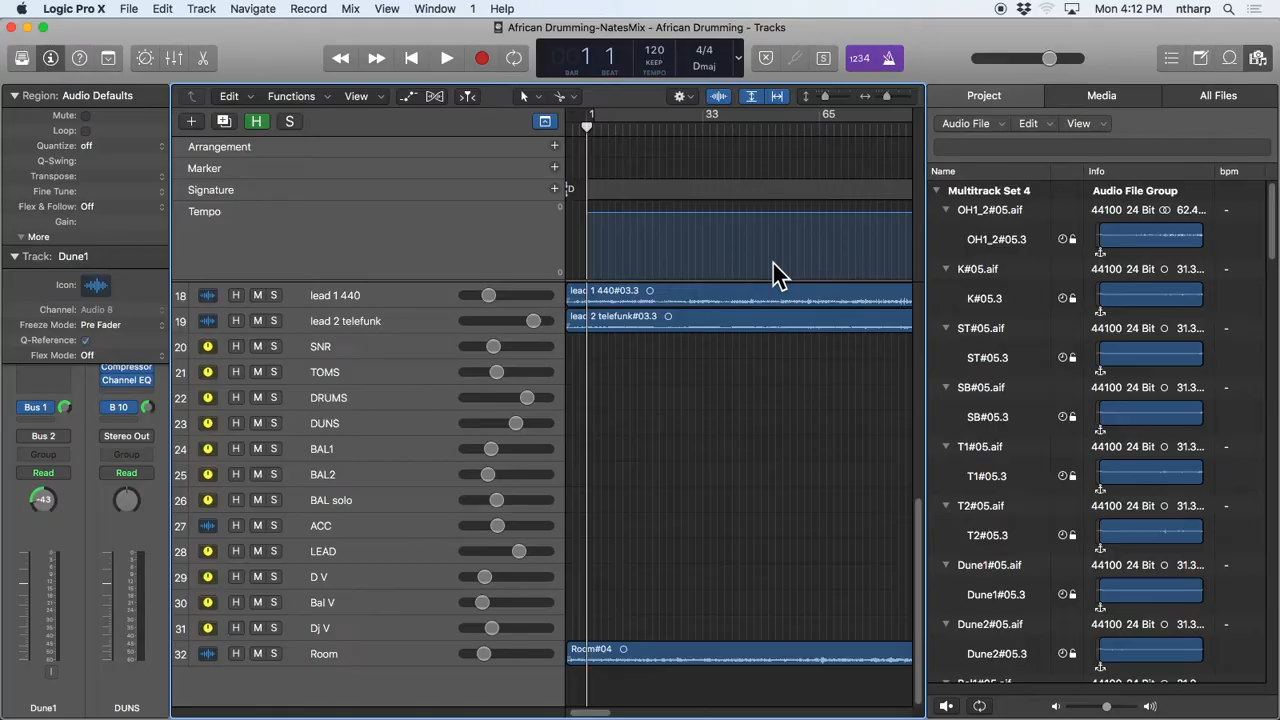 Logic Pro X File Edit Track Navigate Record Mix View Window 1 Help Mon 4:12 PM ntharp
African Drumming-NatesMix - African Drumming - Tracks
1 1
BAR BEAT
120
KEEP
TEMPO
4/4
Dmaj
1234
Region: Audio Defaults
Mute:
Loop:
Quantize: off
Q-Swing:
Transpose:
Fine Tune:
Flex & Follow: Off
Gain:
More
Track: Dune1
Icon:
Channel: Audio 8
Freeze Mode: Pre Fader
Q-Reference:
Flex Mode: Off
Compressor
Channel EQ
Bus 1 B 10
Bus 2 Stereo Out
Group Group
Read Read
-43
Dune1 DUNS
Edit Functions View
H S
1 33 65
Arrangement
Marker
Signature
D
Tempo
0
0
18 H M S lead 1 440
19 H M S lead 2 telefunk
20 H M S SNR
21 H M S TOMS
22 H M S DRUMS
23 H M S DUNS
24 H M S BAL1
25 H M S BAL2
26 H M S BAL solo
27 H M S ACC
28 H M S LEAD
29 H M S D V
30 H M S Bal V
31 H M S Dj V
32 H M S Room
lead 1 440#03.3
lead 2 telefunk#03.3
Room#04
Project Media All Files
Audio File Edit View
Name Info bpm
Multitrack Set 4 Audio File Group
OH1_2#05.aif 44100 24 Bit 62.4... -
OH1_2#05.3
K#05.aif 44100 24 Bit 31.3... -
K#05.3
ST#05.aif 44100 24 Bit 31.3... -
ST#05.3
SB#05.aif 44100 24 Bit 31.3... -
SB#05.3
T1#05.aif 44100 24 Bit 31.3... -
T1#05.3
T2#05.aif 44100 24 Bit 31.3... -
T2#05.3
Dune1#05.aif 44100 24 Bit 31.3... -
Dune1#05.3
Dune2#05.aif 44100 24 Bit 31.3... -
Dune2#05.3